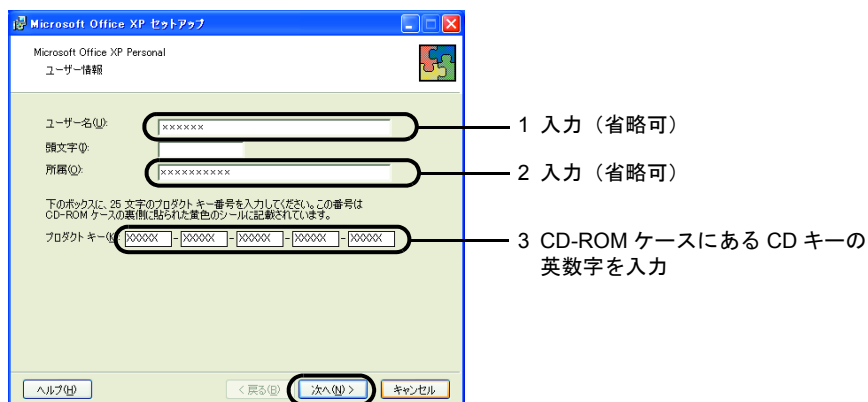 Microsoft Office XP セットアップ
Microsoft Office XP Personal
ユーザー情報
ユーザー名(U):
××××××
1 入力（省略可）
頭文字(I):
所属(O):
××××××××××
2 入力（省略可）
下のボックスに、25 文字のプロダクト キー番号を入力してください。この番号は
CD-ROM ケースの裏側に貼られた黄色のシールに記載されています。
プロダクト キー(K): XXXXX - XXXXX - XXXXX - XXXXX - XXXXX
3 CD-ROM ケースにある CD キーの
英数字を入力
ヘルプ(H)
< 戻る(B)
次へ(N) >
キャンセル